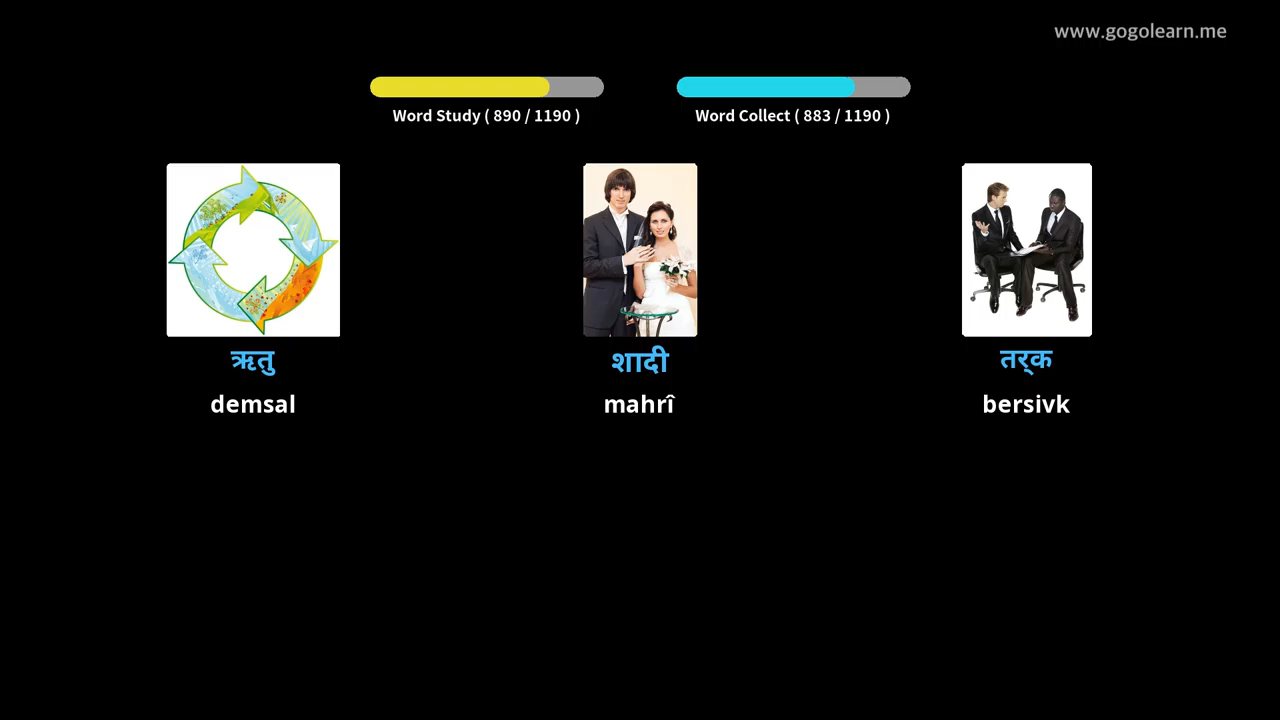 www.gogolearn.me
Word Study ( 890 / 1190 )
Word Collect ( 883 / 1190 )
ऋतु
शादी
तर्‌क
demsal
mahrî
bersivk